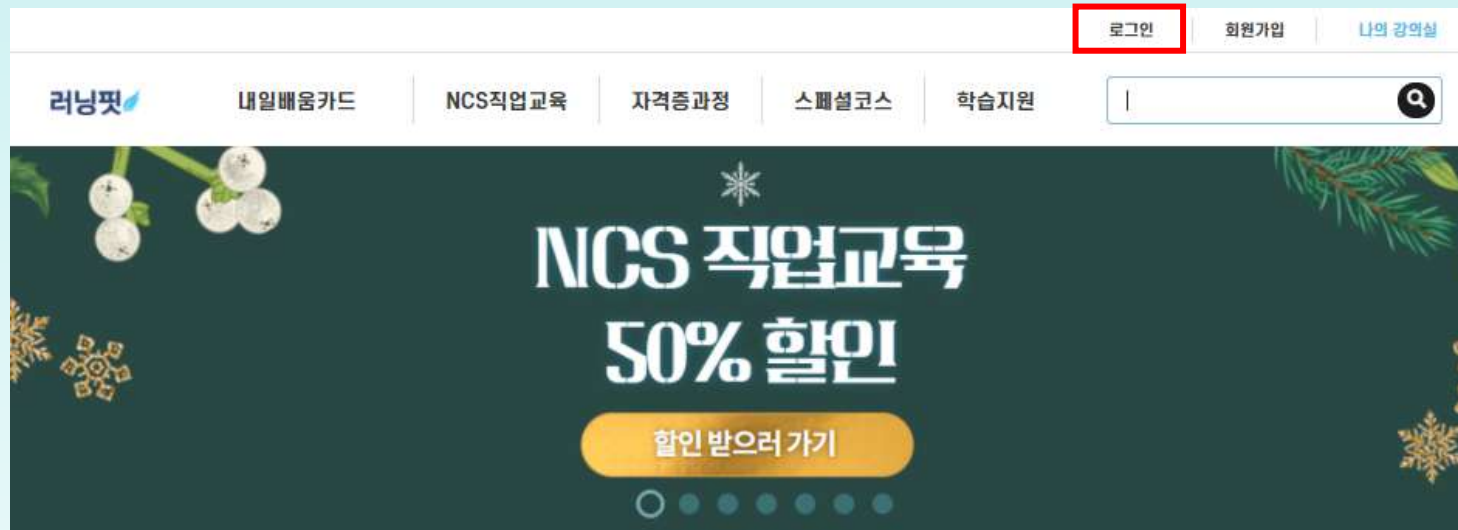 로그인 회원가입 나의 강의실
러닝핏 내일배움카드 NCS직업교육 자격증과정 스페셜코스 학습지원
NCS 직업교육
50% 할인
할인 받으러 가기